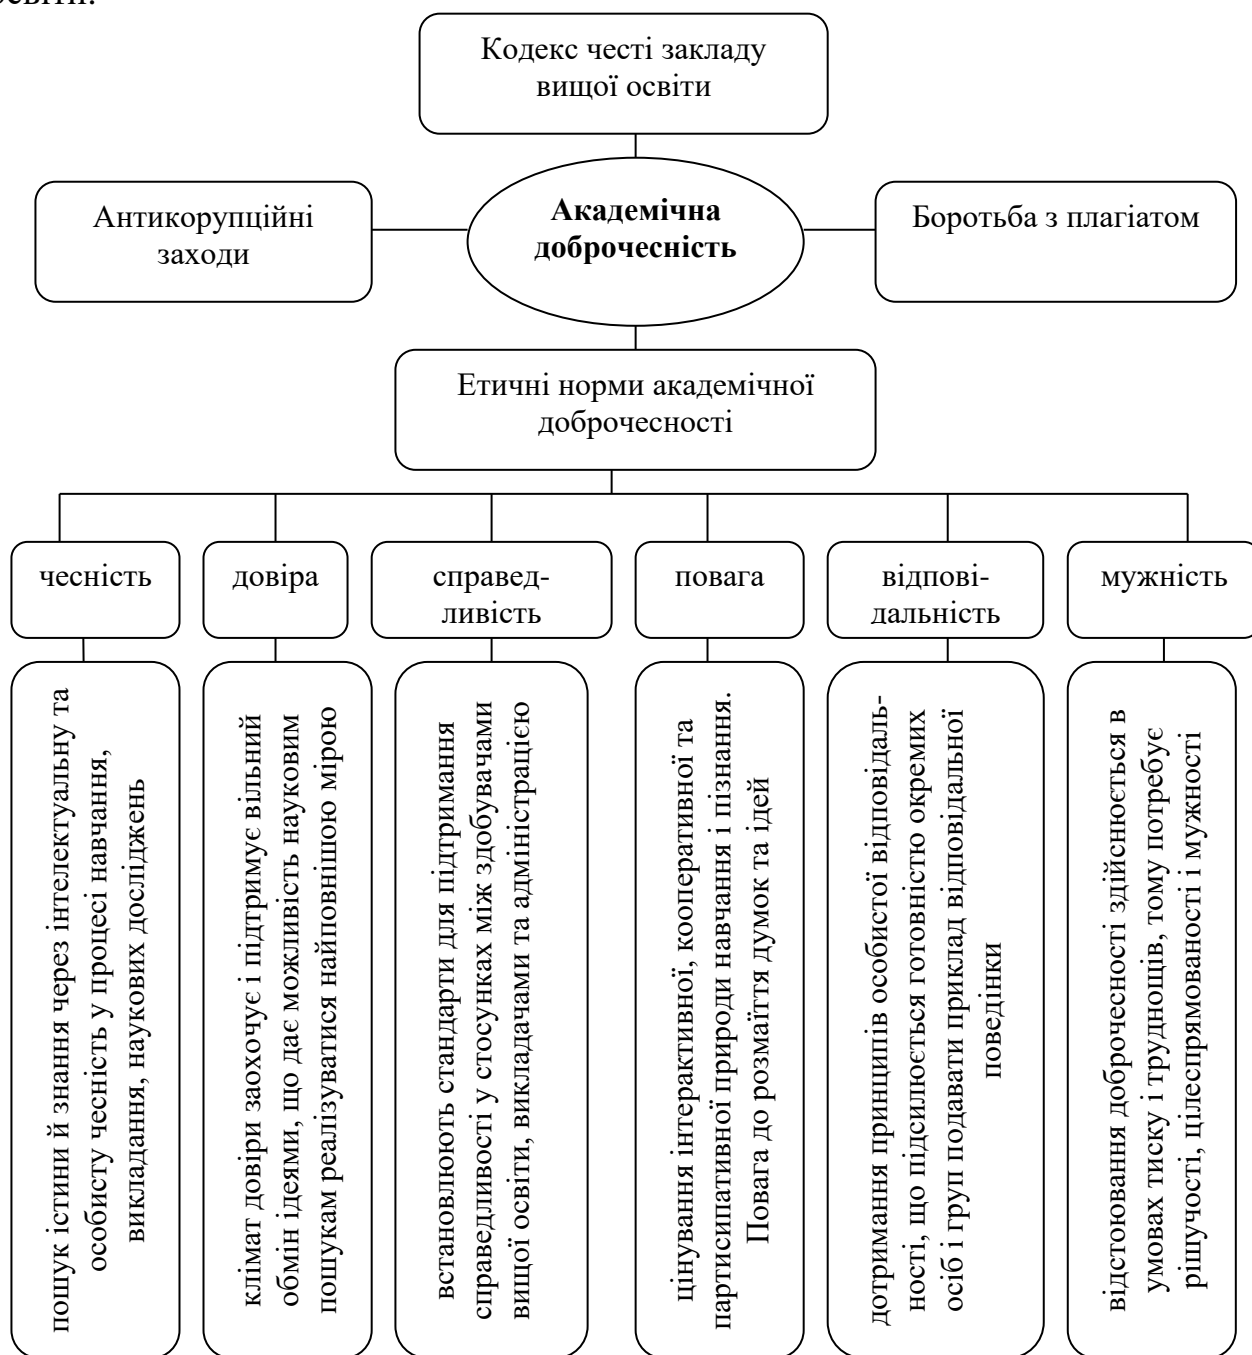 Кодекс честі закладу
вищої освіти
Антикорупційні
заходи
Академічна
доброчесність
Боротьба з плагіатом
Етичні норми академічної
доброчесності
чесність
довіра
справед-
ливість
повага
відпові-
дальність
мужність
пошук істини й знання через інтелектуальну та
особисту чесність у процесі навчання,
викладання, наукових досліджень
клімат довіри заохочує і підтримує вільний
обмін ідеями, що дає можливість науковим
пошукам реалізуватися найповнішою мірою
встановлюють стандарти для підтримання
справедливості у стосунках між здобувачами
вищої освіти, викладачами та адміністрацією
цінування інтерактивної, кооперативної та
партисипативної природи навчання і пізнання.
Повага до розмаїття думок та ідей
дотримання принципів особистої відповідаль-
ності, що підсилюється готовністю окремих
осіб і груп подавати приклад відповідальної
поведінки
відстоювання доброчесності здійснюється в
умовах тиску і труднощів, тому потребує
рішучості, цілеспрямованості і мужності